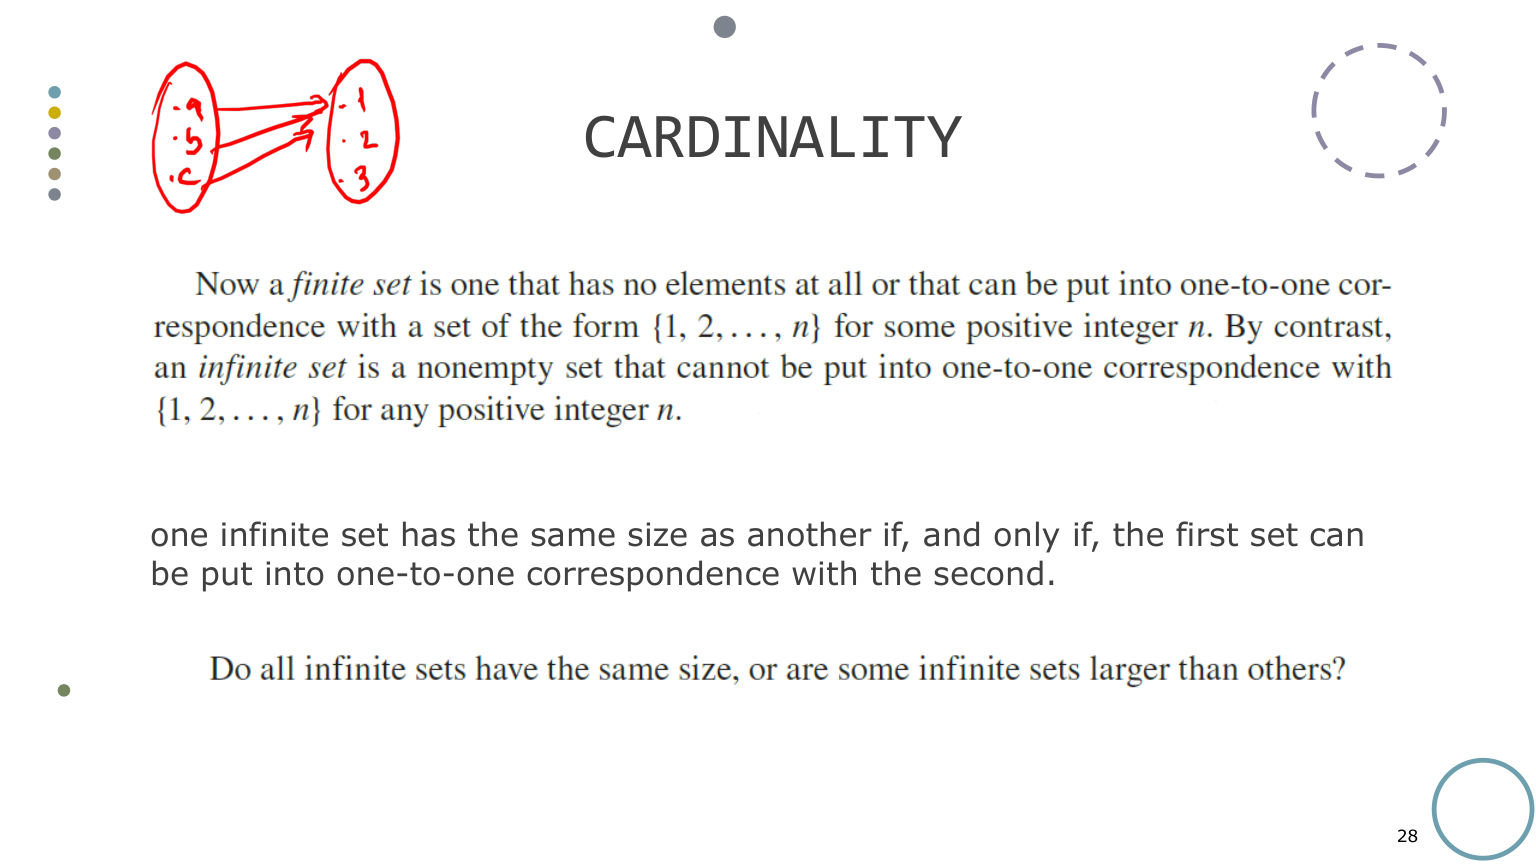 .a
.b
.c
.1
.2
.3
CARDINALITY
Now a finite set is one that has no elements at all or that can be put into one-to-one cor-
respondence with a set of the form {1, 2, . . . , n} for some positive integer n. By contrast,
an infinite set is a nonempty set that cannot be put into one-to-one correspondence with
{1, 2, . . . , n} for any positive integer n.
one infinite set has the same size as another if, and only if, the first set can
be put into one-to-one correspondence with the second.
Do all infinite sets have the same size, or are some infinite sets larger than others?
28